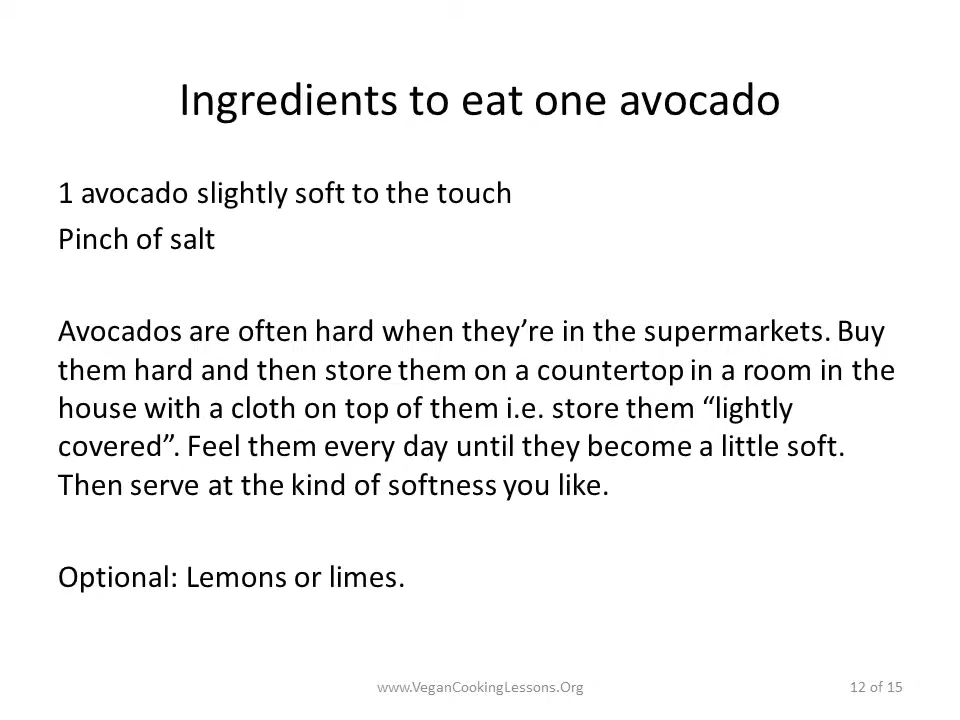 Ingredients to eat one avocado
1 avocado slightly soft to the touch
Pinch of salt
Avocados are often hard when they’re in the supermarkets. Buy
them hard and then store them on a countertop in a room in the
house with a cloth on top of them i.e. store them “lightly
covered”. Feel them every day until they become a little soft.
Then serve at the kind of softness you like.
Optional: Lemons or limes.
www.VeganCookingLessons.Org
12 of 15